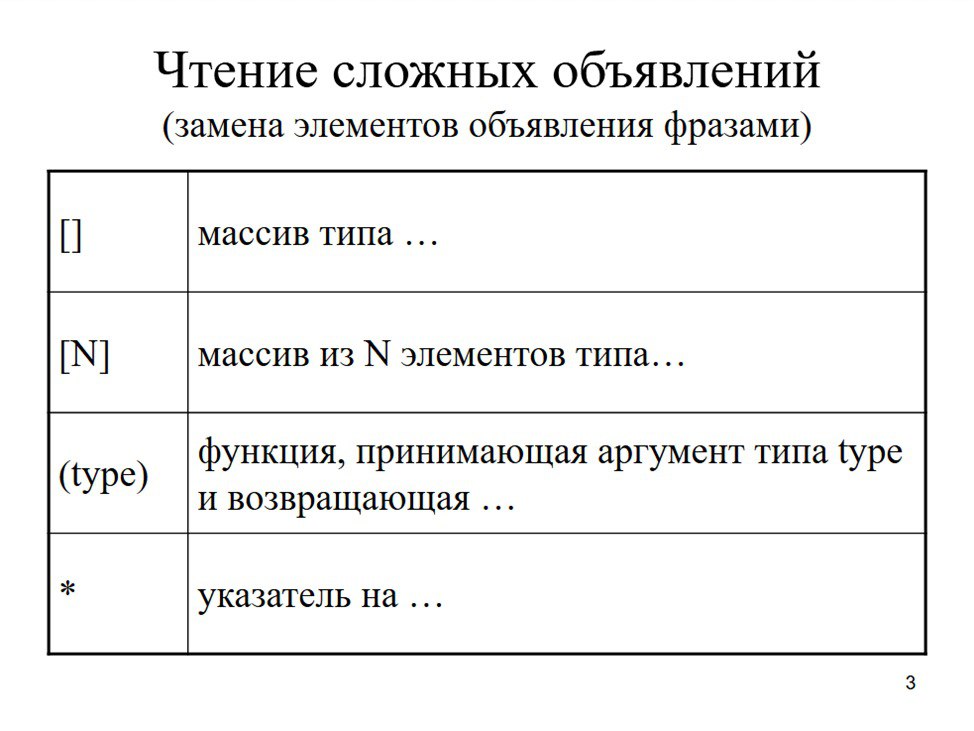 Чтение сложных объявлений
(замена элементов объявления фразами)
[]
массив типа …
[N]
массив из N элементов типа…
(type)
функция, принимающая аргумент типа type
и возвращающая …
*
указатель на …
3